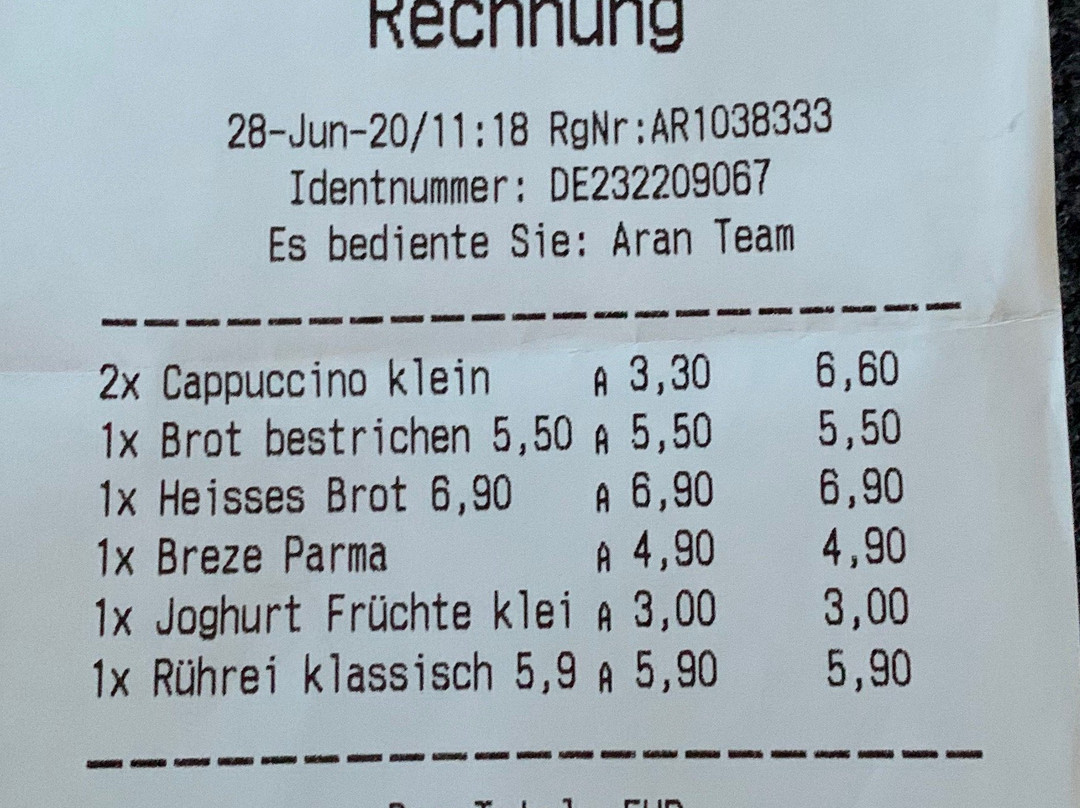 Rechnung
28-Jun-20/11:18 RgNr:AR1038333
Identnummer: DE232209067
Es bediente Sie: Aran Team
2x Cappuccino klein A 3,30 6,60
1x Brot bestrichen 5,50 A 5,50 5,50
1x Heisses Brot 6,90 A 6,90 6,90
1x Breze Parma A 4,90 4,90
1x Joghurt Früchte klei A 3,00 3,00
1x Rührei klassisch 5,9 A 5,90 5,90